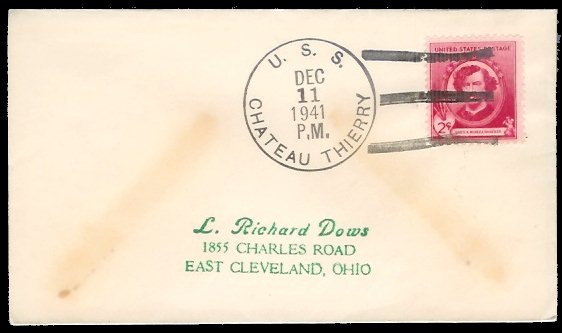 U. S. S.
DEC
11
1941
P.M.
CHATEAU THIERRY
UNITED STATES POSTAGE
2¢
L. Richard Dows
1855 CHARLES ROAD
EAST CLEVELAND, OHIO